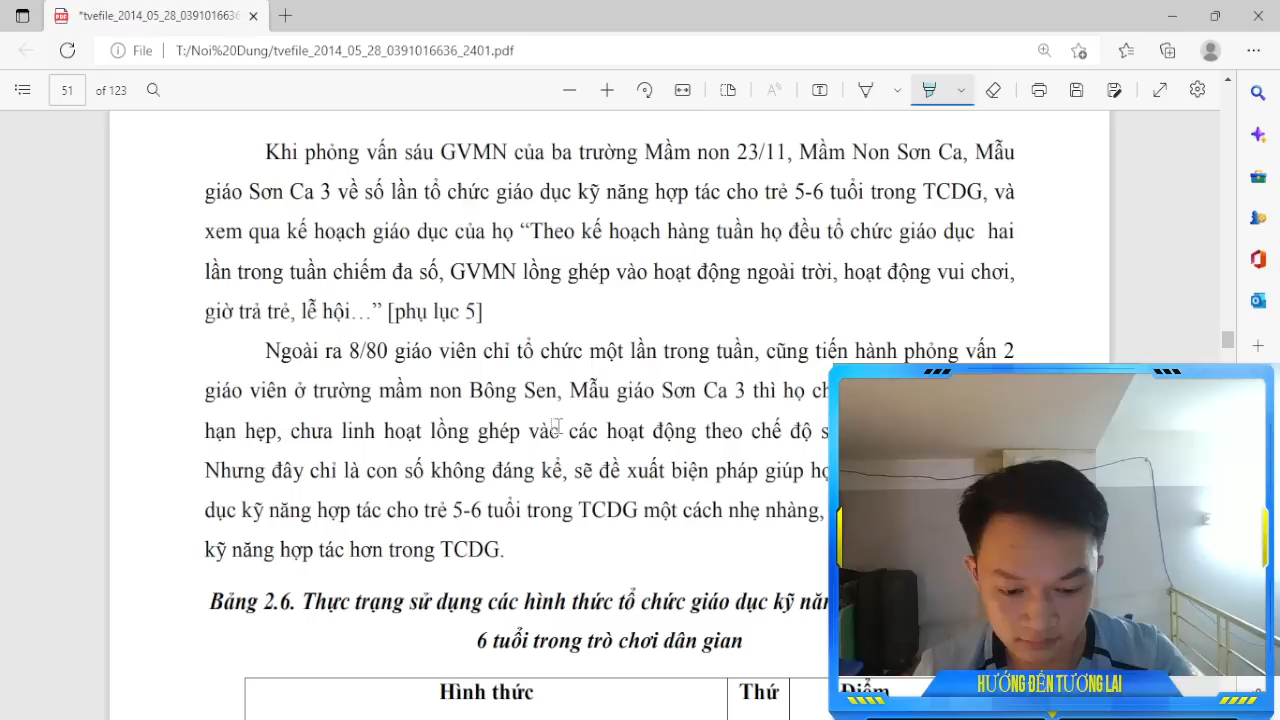 *tvefile_2014_05_28_0391016636
File
T:/Noi%20Dung/tvefile_2014_05_28_0391016636_2401.pdf
51
of 123
Khi phỏng vấn sáu GVMN của ba trường Mầm non 23/11, Mầm Non Sơn Ca, Mẫu
giáo Sơn Ca 3 về số lần tổ chức giáo dục kỹ năng hợp tác cho trẻ 5-6 tuổi trong TCDG, và
xem qua kế hoạch giáo dục của họ “Theo kế hoạch hàng tuần họ đều tổ chức giáo dục hai
lần trong tuần chiếm đa số, GVMN lồng ghép vào hoạt động ngoài trời, hoạt động vui chơi,
giờ trả trẻ, lễ hội…” [phụ lục 5]
Ngoài ra 8/80 giáo viên chỉ tổ chức một lần trong tuần, cũng tiến hành phỏng vấn 2
giáo viên ở trường mầm non Bông Sen, Mẫu giáo Sơn Ca 3 thì họ
hạn hẹp, chưa linh hoạt lồng ghép vào các hoạt động theo chế độ
Nhưng đây chỉ là con số không đáng kể, sẽ đề xuất biện pháp giúp
dục kỹ năng hợp tác cho trẻ 5-6 tuổi trong TCDG một cách nhẹ nhàng,
kỹ năng hợp tác hơn trong TCDG.
Bảng 2.6. Thực trạng sử dụng các hình thức tổ chức giáo dục kỹ
6 tuổi trong trò chơi dân gian
Hình thức
Thứ
Điểm
HƯỚNG ĐẾN TƯƠNG LAI